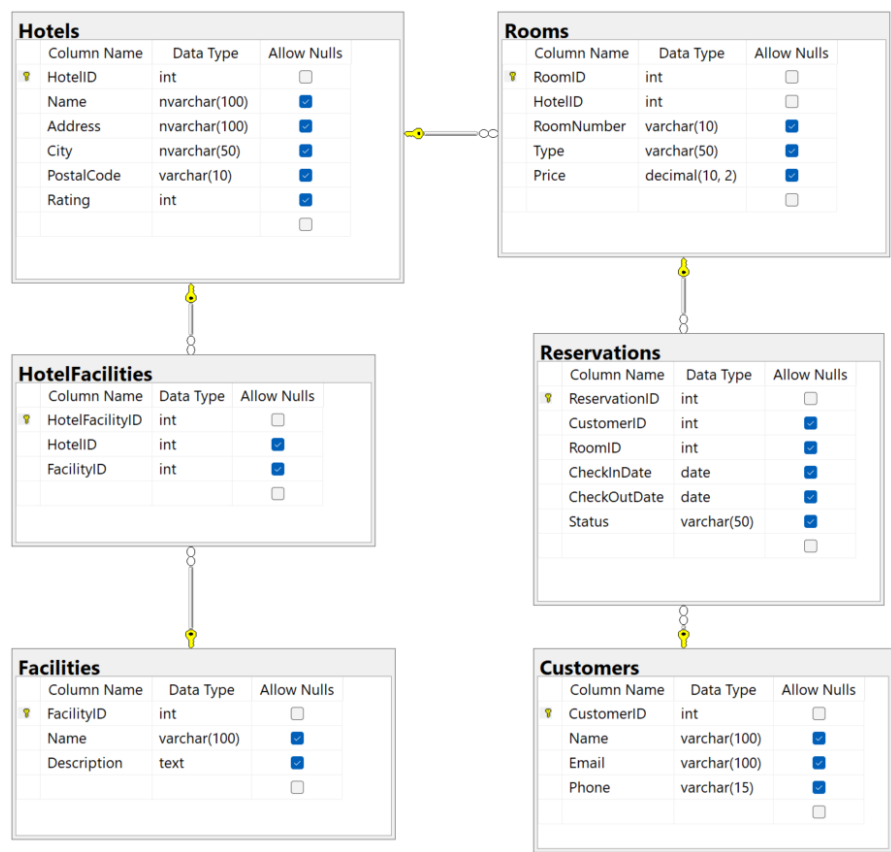 Hotels
Column Name Data Type Allow Nulls
HotelID int
Name nvarchar(100)
Address nvarchar(100)
City nvarchar(50)
PostalCode varchar(10)
Rating int
Rooms
Column Name Data Type Allow Nulls
RoomID int
HotelID int
RoomNumber varchar(10)
Type varchar(50)
Price decimal(10, 2)
HotelFacilities
Column Name Data Type Allow Nulls
HotelFacilityID int
HotelID int
FacilityID int
Reservations
Column Name Data Type Allow Nulls
ReservationID int
CustomerID int
RoomID int
CheckInDate date
CheckOutDate date
Status varchar(50)
Facilities
Column Name Data Type Allow Nulls
FacilityID int
Name varchar(100)
Description text
Customers
Column Name Data Type Allow Nulls
CustomerID int
Name varchar(100)
Email varchar(100)
Phone varchar(15)